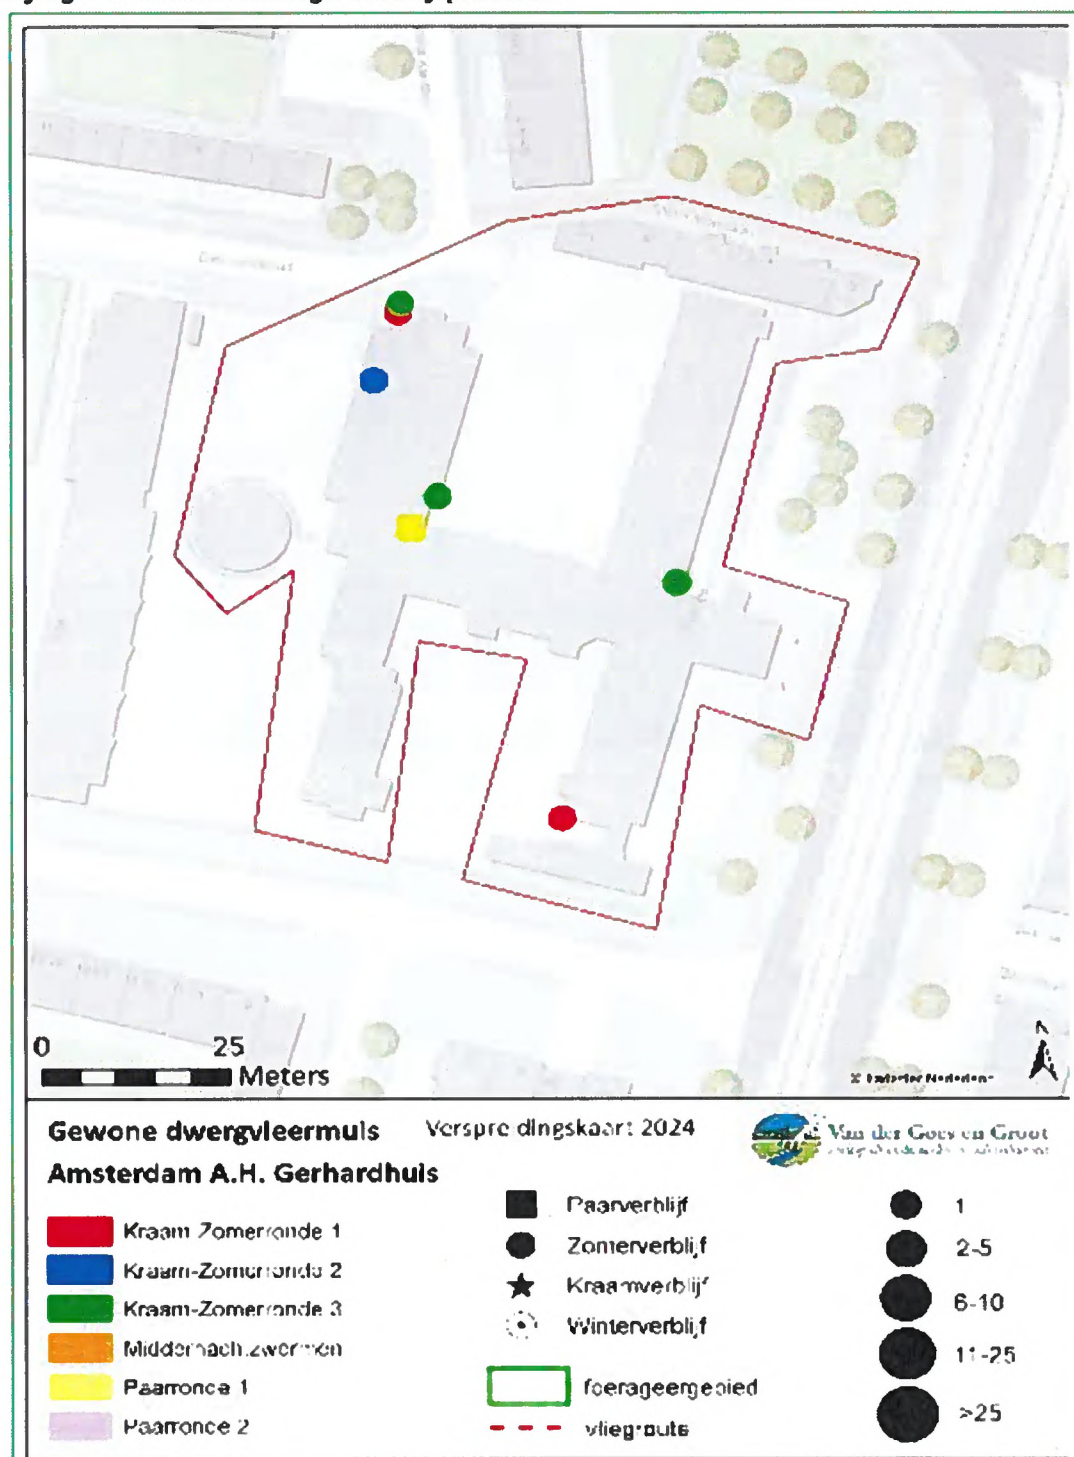 0 25
Meters
Gewone dwergvleermuis
Verspreidingskaart 2024
Amsterdam A.H. Gerhardhuis
Van der Goes en Groot
Kraam-Zomerronde 1
Kraam-Zomerronde 2
Kraam-Zomerronde 3
Middernachtzwermen
Paarronde 1
Paarronde 2
Paarverblijf
Zomerverblijf
Kraamverblijf
Winterverblijf
foerageergebied
vliegroute
1
2-5
6-10
11-25
>25